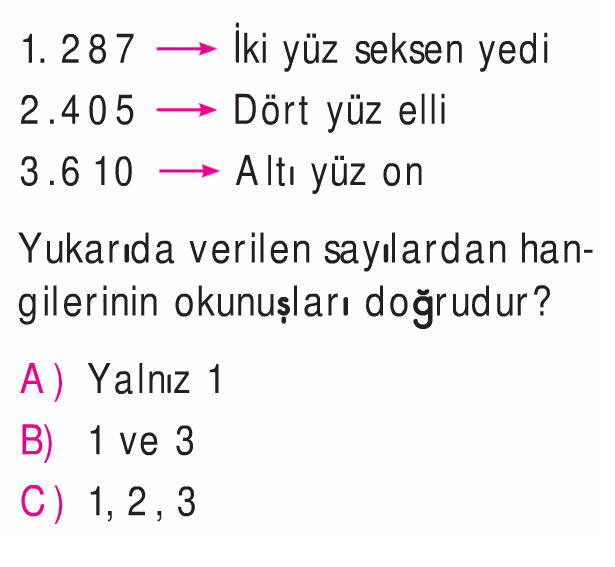 1. 287 → İki yüz seksen yedi
2. 405 → Dört yüz elli
3. 610 → Altı yüz on
Yukarıda verilen sayılardan han-
gilerinin okunuşları doğrudur?
A) Yalnız 1
B) 1 ve 3
C) 1, 2, 3